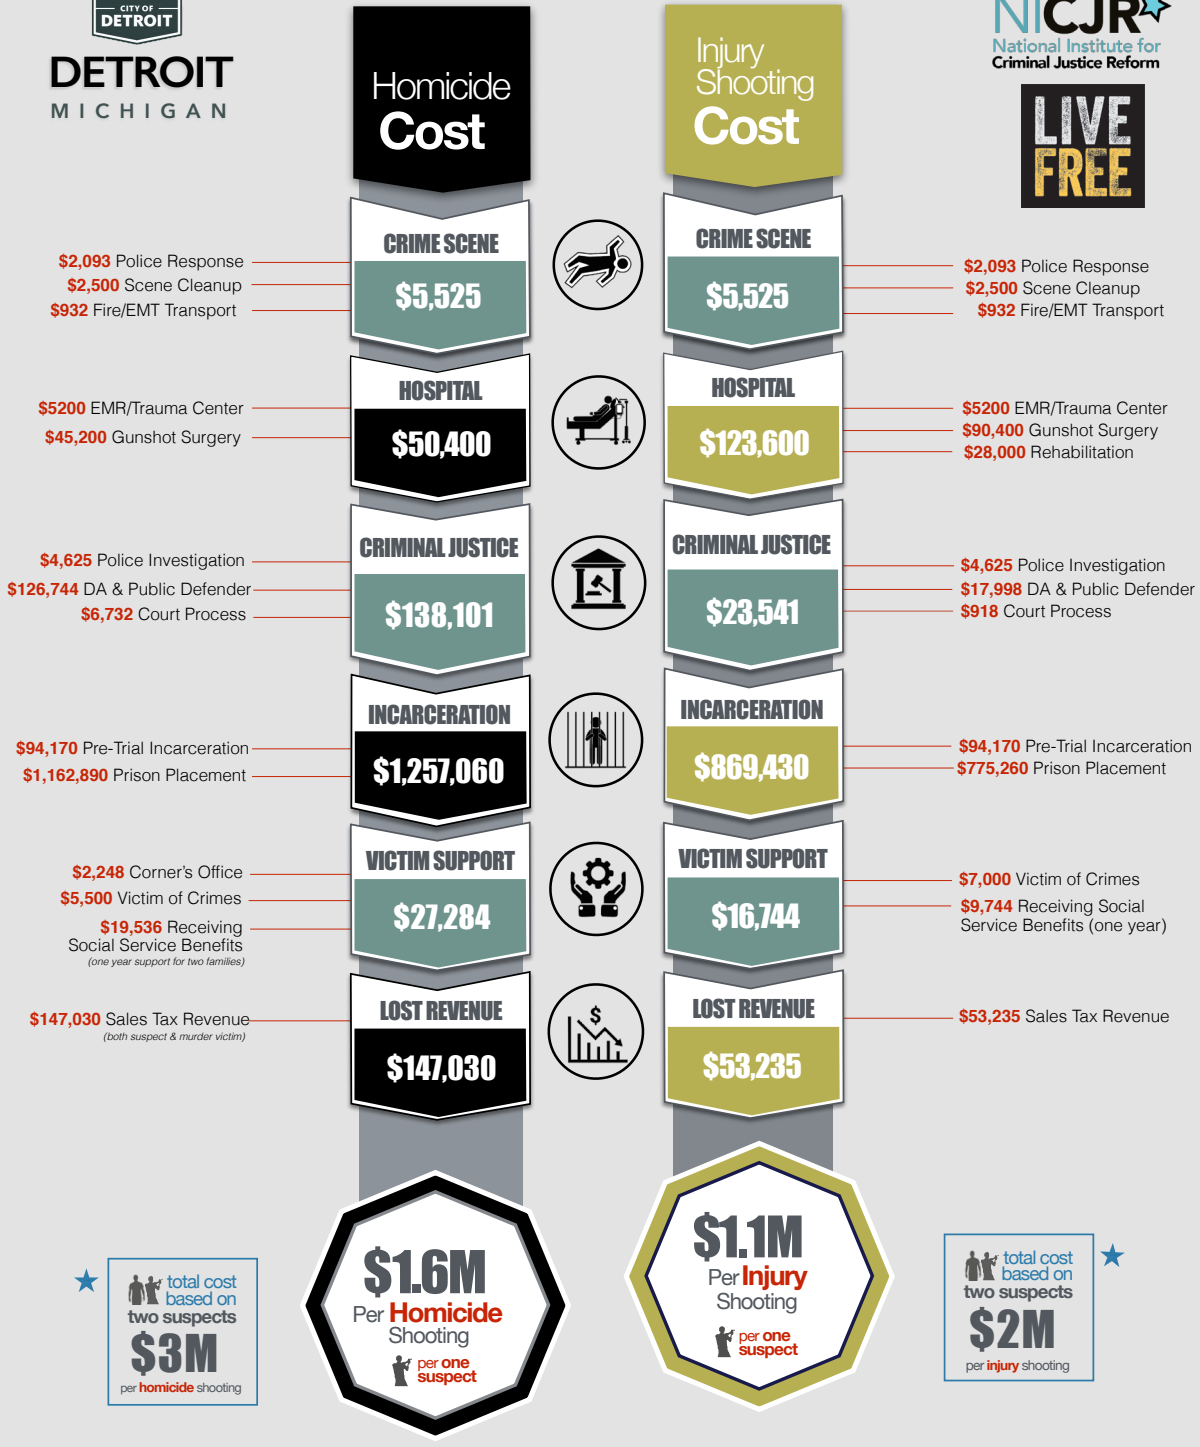 CITY OF
DETROIT
DETROIT
MICHIGAN
Homicide
Cost
Injury
Shooting
Cost
NICJR
National Institute for
Criminal Justice Reform
LIVE
FREE
CRIME SCENE
$5,525
$2,093 Police Response
$2,500 Scene Cleanup
$932 Fire/EMT Transport
CRIME SCENE
$5,525
$2,093 Police Response
$2,500 Scene Cleanup
$932 Fire/EMT Transport
HOSPITAL
$50,400
$5200 EMR/Trauma Center
$45,200 Gunshot Surgery
HOSPITAL
$123,600
$5200 EMR/Trauma Center
$90,400 Gunshot Surgery
$28,000 Rehabilitation
CRIMINAL JUSTICE
$138,101
$4,625 Police Investigation
$126,744 DA & Public Defender
$6,732 Court Process
CRIMINAL JUSTICE
$23,541
$4,625 Police Investigation
$17,998 DA & Public Defender
$918 Court Process
INCARCERATION
$1,257,060
$94,170 Pre-Trial Incarceration
$1,162,890 Prison Placement
INCARCERATION
$869,430
$94,170 Pre-Trial Incarceration
$775,260 Prison Placement
VICTIM SUPPORT
$27,284
$2,248 Corner's Office
$5,500 Victim of Crimes
$19,536 Receiving
Social Service Benefits
(one year support for two families)
VICTIM SUPPORT
$16,744
$7,000 Victim of Crimes
$9,744 Receiving Social
Service Benefits (one year)
LOST REVENUE
$147,030
$147,030 Sales Tax Revenue
(both suspect & murder victim)
LOST REVENUE
$53,235
$53,235 Sales Tax Revenue
$
total cost
based on
two suspects
$3M
per homicide shooting
$1.6M
Per Homicide
Shooting
per one
suspect
$1.1M
Per Injury
Shooting
per one
suspect
total cost
based on
two suspects
$2M
per injury shooting